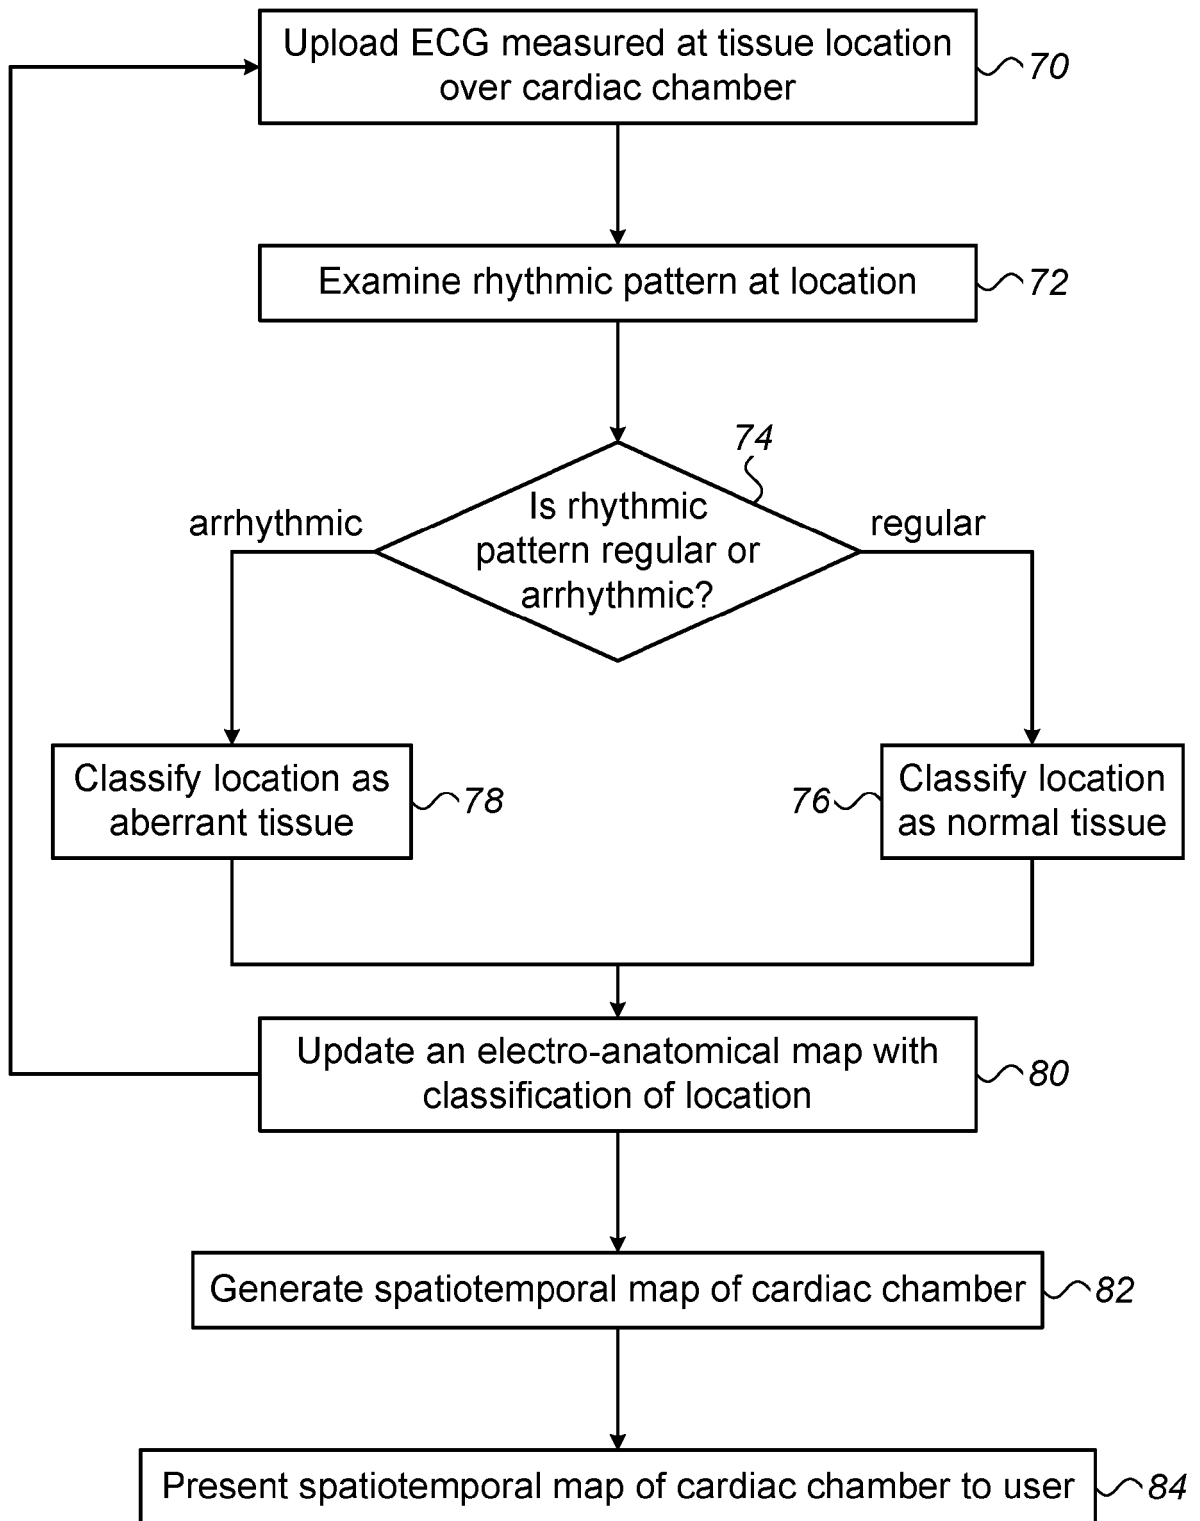 Upload ECG measured at tissue location
over cardiac chamber
70
Examine rhythmic pattern at location
72
74
Is rhythmic
pattern regular or
arrhythmic?
arrhythmic
regular
Classify location as
aberrant tissue
78
76
Classify location
as normal tissue
Update an electro-anatomical map with
classification of location
80
Generate spatiotemporal map of cardiac chamber
82
Present spatiotemporal map of cardiac chamber to user
84